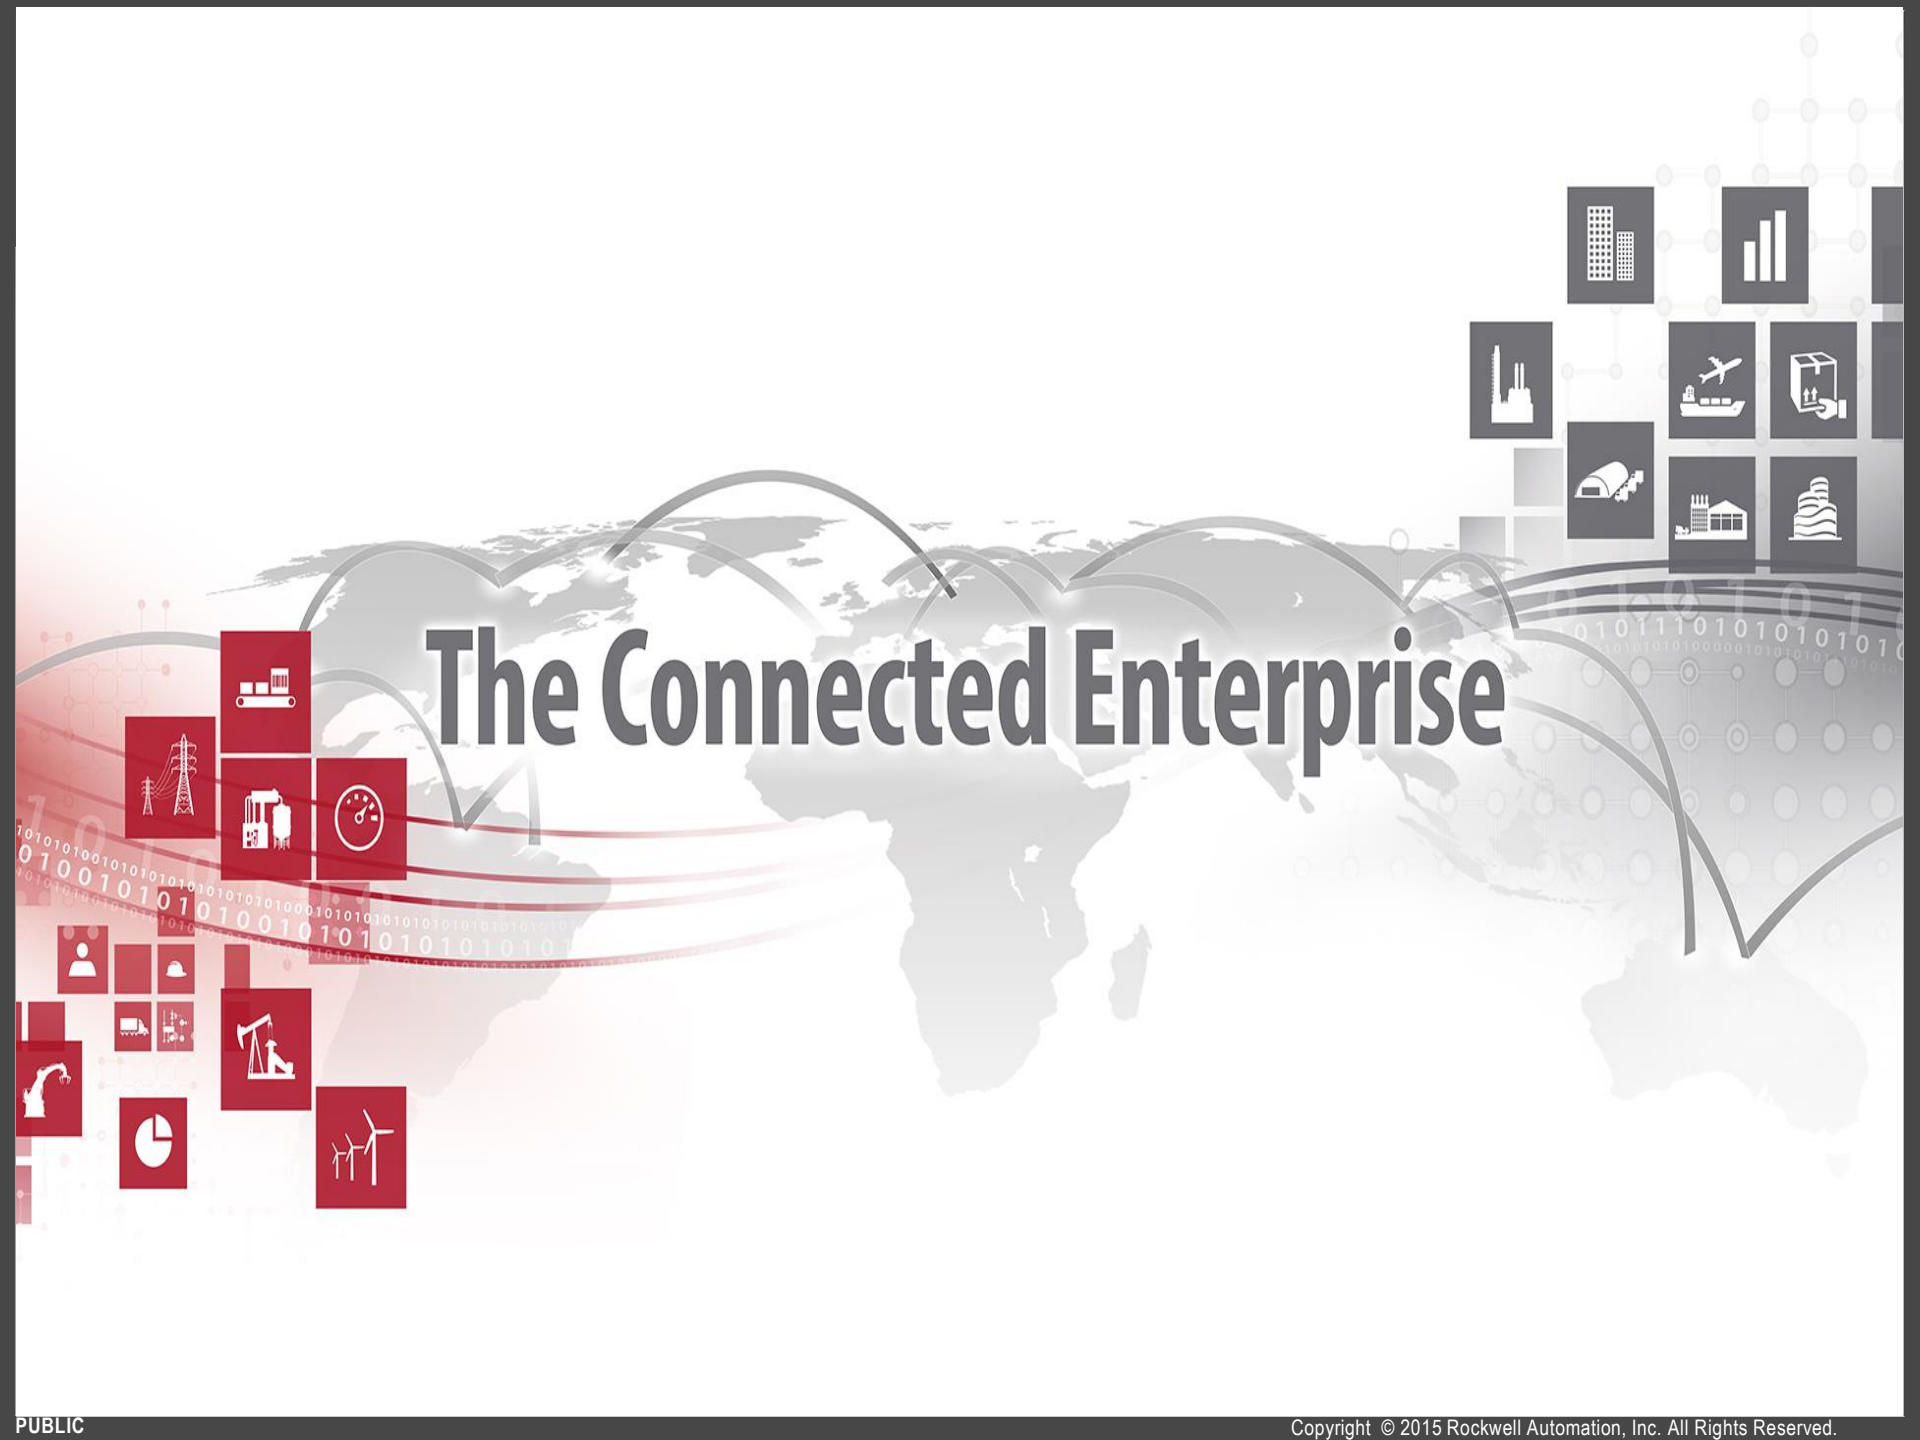 The Connected Enterprise
PUBLIC
Copyright © 2015 Rockwell Automation, Inc. All Rights Reserved.